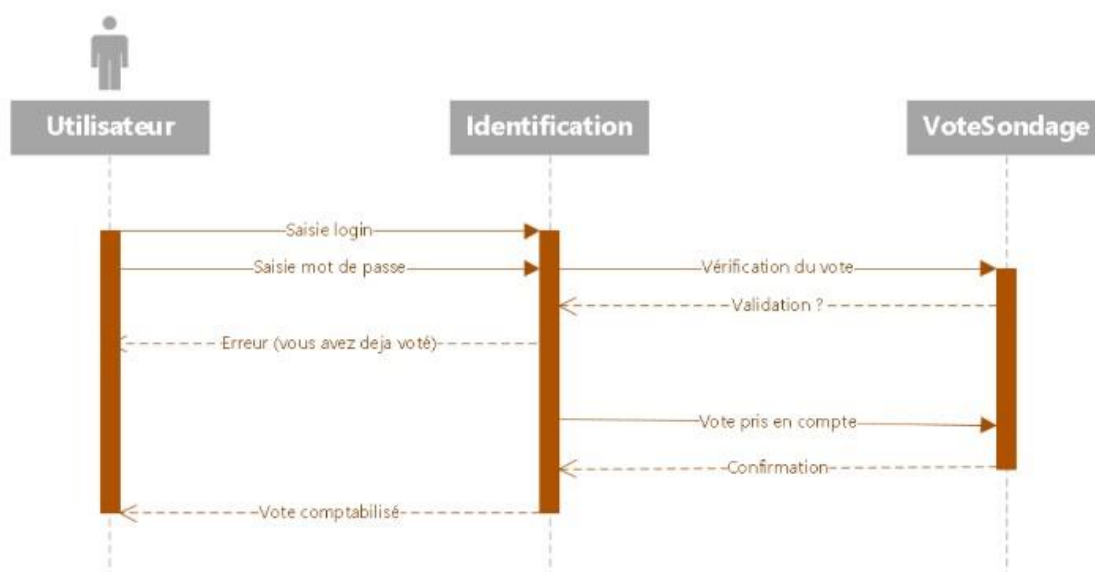 Utilisateur
Identification
VoteSondage
Saisie login
Saisie mot de passe
Vérification du vote
Validation ?
Erreur (vous avez deja voté)
Vote pris en compte
Confirmation
Vote comptabilisé